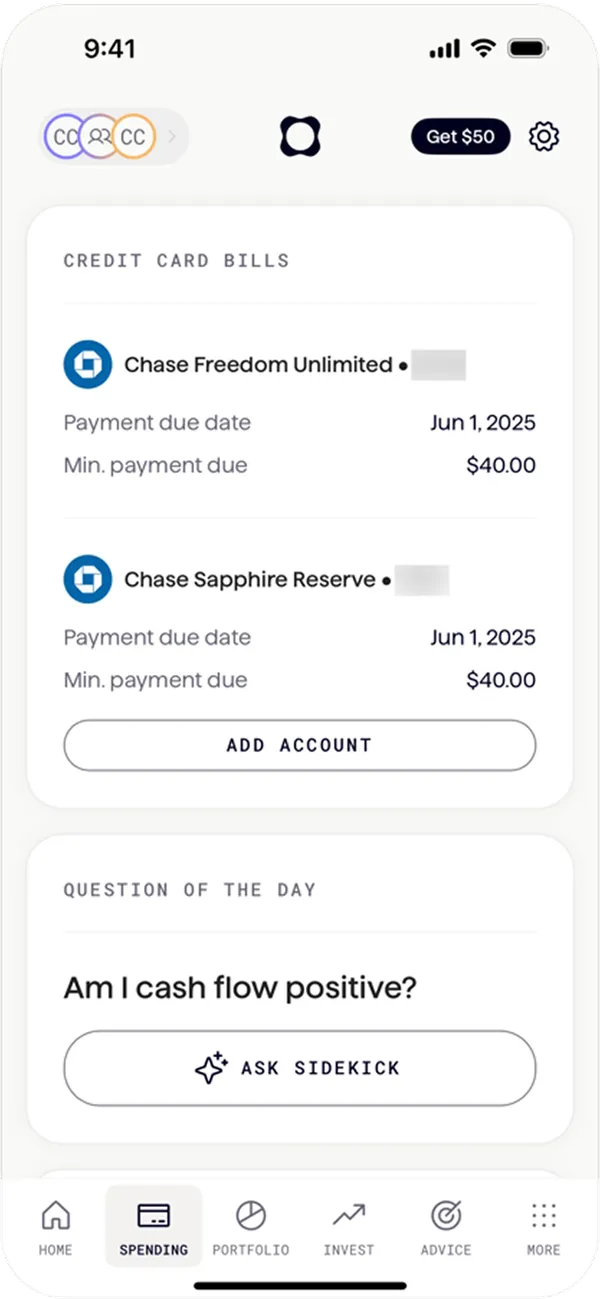 9:41
CC CC
Get $50
CREDIT CARD BILLS
Chase Freedom Unlimited •
Payment due date Jun 1, 2025
Min. payment due $40.00
Chase Sapphire Reserve •
Payment due date Jun 1, 2025
Min. payment due $40.00
ADD ACCOUNT
QUESTION OF THE DAY
Am I cash flow positive?
ASK SIDEKICK
HOME SPENDING PORTFOLIO INVEST ADVICE MORE